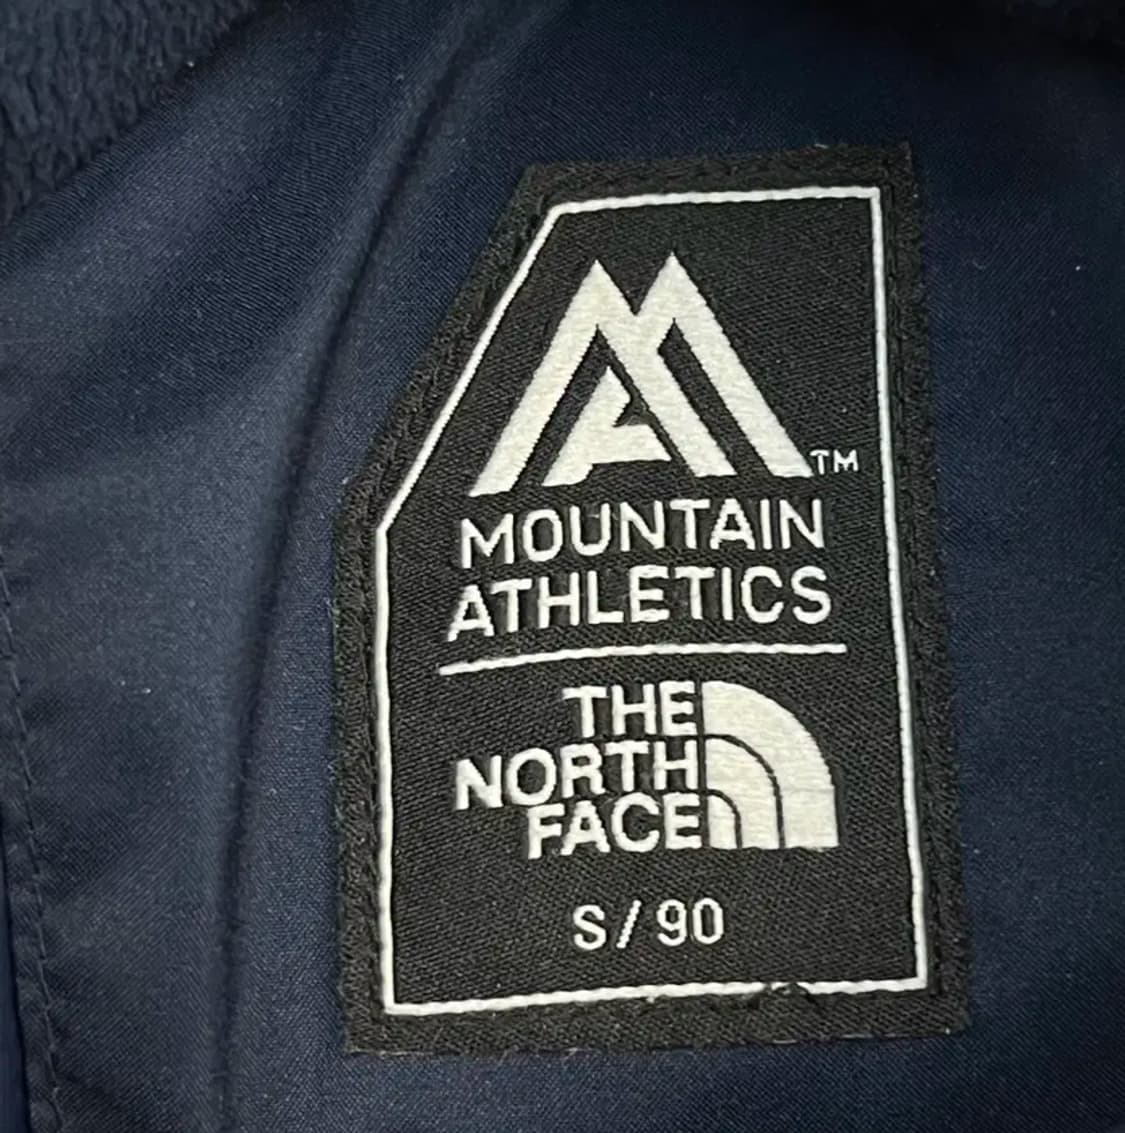 TM
MOUNTAIN
ATHLETICS
THE
NORTH
FACE
S/90